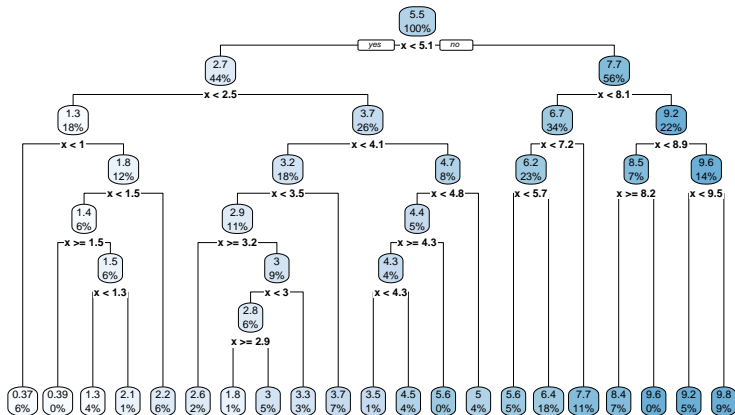 5.5
100%
yes x < 5.1 no
2.7
44%
7.7
56%
x < 2.5
x < 8.1
1.3
18%
3.7
26%
6.7
34%
9.2
22%
x < 1
x < 4.1
x < 7.2
x < 8.9
1.8
12%
3.2
18%
4.7
8%
6.2
23%
8.5
7%
9.6
14%
x < 1.5
x < 3.5
x < 4.8
x < 5.7
x >= 8.2
x < 9.5
1.4
6%
2.9
11%
4.4
5%
x >= 1.5
x >= 3.2
x >= 4.3
1.5
6%
3
9%
4.3
4%
x < 1.3
x < 3
x < 4.3
2.8
6%
x >= 2.9
0.37 0.39 1.3 2.1 2.2 2.6 1.8 3 3.3 3.7 3.5 4.5 5.6 5 5.6 6.4 7.7 8.4 9.6 9.2 9.8
6% 0% 4% 1% 6% 2% 1% 5% 3% 7% 1% 4% 0% 4% 5% 18% 11% 7% 0% 5% 9%